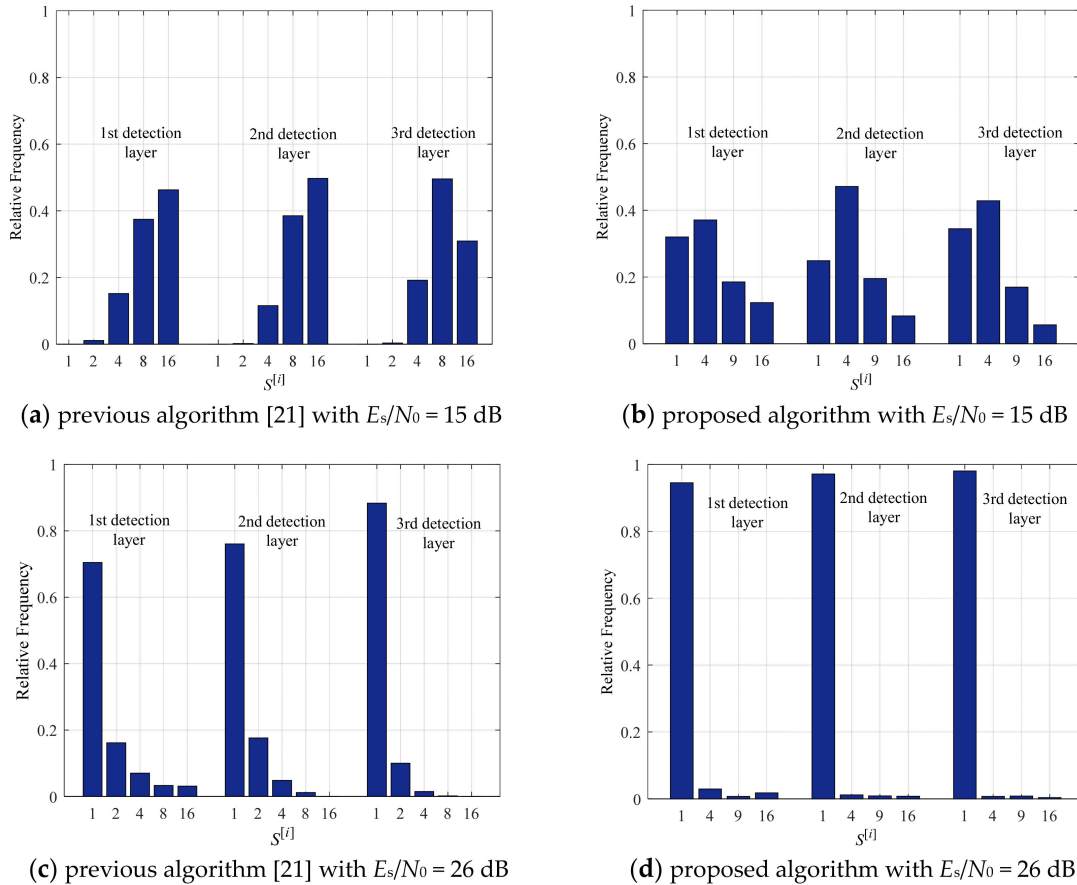 1
0.8
0.6
0.4
0.2
0
Relative Frequency
1st detection
layer
2nd detection
layer
3rd detection
layer
1 2 4 8 16 1 2 4 8 16 1 2 4 8 16
S[i]
(a) previous algorithm [21] with Es/N0 = 15 dB
1
0.8
0.6
0.4
0.2
0
Relative Frequency
1st detection
layer
2nd detection
layer
3rd detection
layer
1 4 9 16 1 4 9 16 1 4 9 16
S[i]
(b) proposed algorithm with Es/N0 = 15 dB
1
0.8
0.6
0.4
0.2
0
Relative Frequency
1st detection
layer
2nd detection
layer
3rd detection
layer
1 2 4 8 16 1 2 4 8 16 1 2 4 8 16
S[i]
(c) previous algorithm [21] with Es/N0 = 26 dB
1
0.8
0.6
0.4
0.2
0
Relative Frequency
1st detection
layer
2nd detection
layer
3rd detection
layer
1 4 9 16 1 4 9 16 1 4 9 16
S[i]
(d) proposed algorithm with Es/N0 = 26 dB